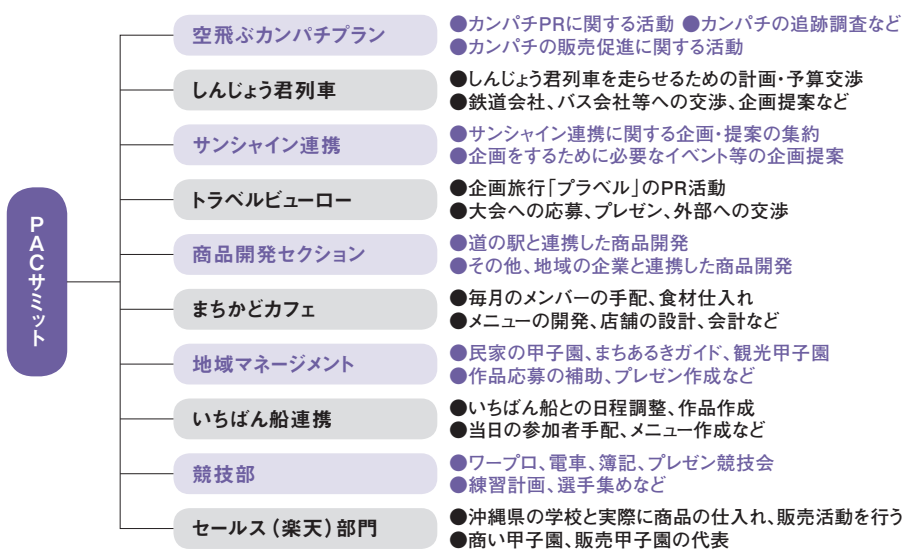 PACサミット
空飛ぶカンパチプラン
●カンパチPRに関する活動 ●カンパチの追跡調査など
●カンパチの販売促進に関する活動
しんじょう君列車
●しんじょう君列車を走らせるための計画・予算交渉
●鉄道会社、バス会社等への交渉、企画提案など
サンシャイン連携
●サンシャイン連携に関する企画・提案の集約
●企画をするために必要なイベント等の企画提案
トラベルビューロー
●企画旅行「プラベル」のPR活動
●大会への応募、プレゼン、外部への交渉
商品開発セクション
●道の駅と連携した商品開発
●その他、地域の企業と連携した商品開発
まちかどカフェ
●毎月のメンバーの手配、食材仕入れ
●メニューの開発、店舗の設計、会計など
地域マネージメント
●民家の甲子園、まちあるきガイド、観光甲子園
●作品応募の補助、プレゼン作成など
いちばん船連携
●いちばん船との日程調整、作品作成
●当日の参加者手配、メニュー作成など
競技部
●ワープロ、電車、簿記、プレゼン競技会
●練習計画、選手集めなど
セールス(楽天)部門
●沖縄県の学校と実際に商品の仕入れ、販売活動を行う
●商い甲子園、販売甲子園の代表